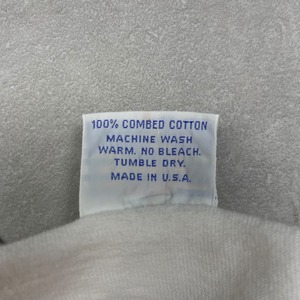 100% COMBED COTTON
MACHINE WASH
WARM. NO BLEACH.
TUMBLE DRY.
MADE IN U.S.A.